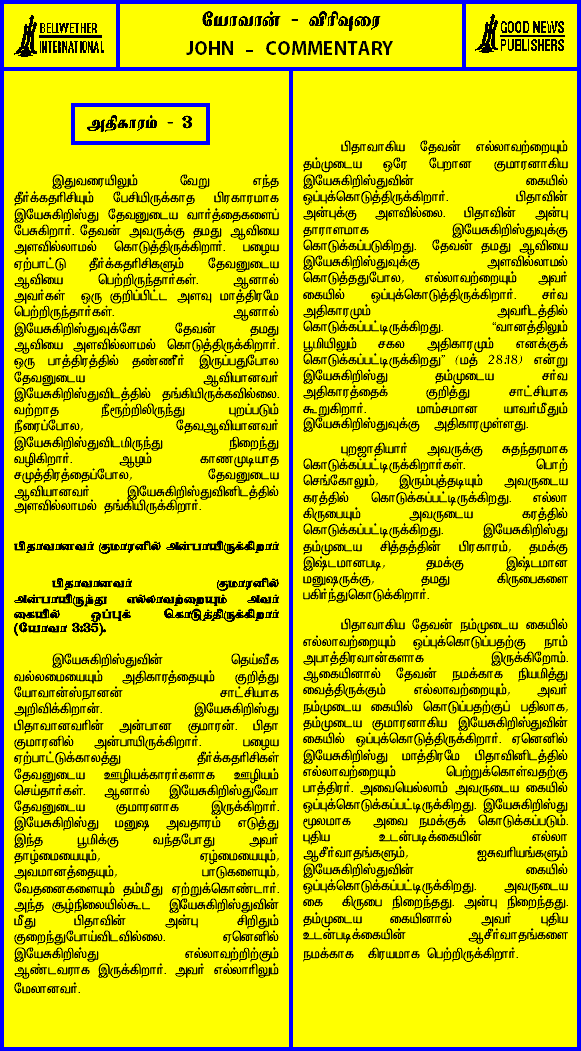 BELWETHER
INTERNATIONAL
யோவான் - விரிவுரை
JOHN - COMMENTARY
GOOD NEWS
PUBLISHERS
அதிகாரம் - 3
இதுவரையிலும் வேறு எந்த
தீர்க்கதரிசியும் பேசியிருக்காத பிரகாரமாக
இயேசுகிறிஸ்து தேவனுடைய வார்த்தைகளைப்
பேசுகிறார். தேவன் அவருக்கு தமது ஆவியை
அளவில்லாமல் கொடுத்திருக்கிறார். பழைய
ஏற்பாட்டு தீர்க்கதரிசிகளும் தேவனுடைய
ஆவியை பெற்றிருந்தார்கள். ஆனால்
அவர்கள் ஒரு குறிப்பிட்ட அளவு மாத்திரமே
பெற்றிருந்தார்கள். ஆனால்
இயேசுகிறிஸ்துவுக்கோ தேவன் தமது
ஆவியை அளவில்லாமல் கொடுத்திருக்கிறார்.
ஒரு பாத்திரத்தில் தண்ணீர் இருப்பதுபோல
தேவனுடைய ஆவியானவர்
இயேசுகிறிஸ்துவிடத்தில் தங்கியிருக்கவில்லை.
வற்றாத நீரூற்றிலிருந்து புறப்படும்
நீரைப்போல, தேவஆவியானவர்
இயேசுகிறிஸ்துவிடமிருந்து நிறைந்து
வழிகிறார். ஆழம் காணமுடியாத
சமுத்திரத்தைப்போல, தேவனுடைய
ஆவியானவர் இயேசுகிறிஸ்துவினிடத்தில்
அளவில்லாமல் தங்கியிருக்கிறார்.
பிதாவானவர் குமாரனில் அன்பாயிருக்கிறார்
பிதாவானவர் குமாரனில்
அன்பாயிருந்து எல்லாவற்றையும் அவர்
கையில் ஒப்புக் கொடுத்திருக்கிறார்
(யோவா 3:35).
இயேசுகிறிஸ்துவின் தெய்வீக
வல்லமையையும் அதிகாரத்தையும் குறித்து
யோவான்ஸ்நானன் சாட்சியாக
அறிவிக்கிறான். இயேசுகிறிஸ்து
பிதாவானவரின் அன்பான குமாரன். பிதா
குமாரனில் அன்பாயிருக்கிறார். பழைய
ஏற்பாட்டுக்காலத்து தீர்க்கதரிசிகள்
தேவனுடைய ஊழியக்காரர்களாக ஊழியம்
செய்தார்கள். ஆனால் இயேசுகிறிஸ்துவோ
தேவனுடைய குமாரனாக இருக்கிறார்.
இயேசுகிறிஸ்து மனுஷ அவதாரம் எடுத்து
இந்த பூமிக்கு வந்தபோது அவர்
தாழ்மையையும், ஏழ்மையையும்,
அவமானத்தையும், பாடுகளையும்,
வேதனைகளையும் தம்மீது ஏற்றுக்கொண்டார்.
அந்த சூழ்நிலையில்கூட இயேசுகிறிஸ்துவின்
மீது பிதாவின் அன்பு சிறிதும்
குறைந்துபோய்விடவில்லை. ஏனெனில்
இயேசுகிறிஸ்து எல்லாவற்றிற்கும்
ஆண்டவராக இருக்கிறார். அவர் எல்லாரிலும்
மேலானவர்.
பிதாவாகிய தேவன் எல்லாவற்றையும்
தம்முடைய ஒரே பேறான குமாரனாகிய
இயேசுகிறிஸ்துவின் கையில்
ஒப்புக்கொடுத்திருக்கிறார். பிதாவின்
அன்புக்கு அளவில்லை. பிதாவின் அன்பு
தாராளமாக இயேசுகிறிஸ்துவுக்கு
கொடுக்கப்படுகிறது. தேவன் தமது ஆவியை
இயேசுகிறிஸ்துவுக்கு அளவில்லாமல்
கொடுத்ததுபோல, எல்லாவற்றையும் அவர்
கையில் ஒப்புக்கொடுத்திருக்கிறார். சர்வ
அதிகாரமும் அவரிடத்தில்
கொடுக்கப்பட்டிருக்கிறது. "வானத்திலும்
பூமியிலும் சகல அதிகாரமும் எனக்குக்
கொடுக்கப்பட்டிருக்கிறது" (மத் 28:18) என்று
இயேசுகிறிஸ்து தம்முடைய சர்வ
அதிகாரத்தைக் குறித்து சாட்சியாக
கூறுகிறார். மாம்சமான யாவர்மீதும்
இயேசுகிறிஸ்துவுக்கு அதிகாரமுள்ளது.
புறஜாதியார் அவருக்கு சுதந்தரமாக
கொடுக்கப்பட்டிருக்கிறார்கள். பொற்
செங்கோலும், இரும்புத்தடியும் அவருடைய
கரத்தில் கொடுக்கப்பட்டிருக்கிறது. எல்லா
கிருபையும் அவருடைய கரத்தில்
கொடுக்கப்பட்டிருக்கிறது. இயேசுகிறிஸ்து
தம்முடைய சித்தத்தின் பிரகாரம், தமக்கு
இஷ்டமானபடி, தமக்கு இஷ்டமான
மனுஷருக்கு, தமது கிருபைகளை
பகிர்ந்துகொடுக்கிறார்.
பிதாவாகிய தேவன் நம்முடைய கையில்
எல்லாவற்றையும் ஒப்புக்கொடுப்பதற்கு நாம்
அபாத்திரவான்களாக இருக்கிறோம்.
ஆகையினால் தேவன் நமக்காக நியமித்து
வைத்திருக்கும் எல்லாவற்றையும், அவர்
நம்முடைய கையில் கொடுப்பதற்குப் பதிலாக,
தம்முடைய குமாரனாகிய இயேசுகிறிஸ்துவின்
கையில் ஒப்புக்கொடுத்திருக்கிறார். ஏனெனில்
இயேசுகிறிஸ்து மாத்திரமே பிதாவினிடத்தில்
எல்லாவற்றையும் பெற்றுக்கொள்வதற்கு
பாத்திரர். அவையெல்லாம் அவருடைய கையில்
ஒப்புக்கொடுக்கப்பட்டிருக்கிறது. இயேசுகிறிஸ்து
மூலமாக அவை நமக்குக் கொடுக்கப்படும்.
புதிய உடன்படிக்கையின் எல்லா
ஆசீர்வாதங்களும், ஐசுவரியங்களும்
இயேசுகிறிஸ்துவின் கையில்
ஒப்புக்கொடுக்கப்பட்டிருக்கிறது. அவருடைய
கை கிருபை நிறைந்தது. அன்பு நிறைந்தது.
தம்முடைய கையினால் அவர் புதிய
உடன்படிக்கையின் ஆசீர்வாதங்களை
நமக்காக கிரயமாக பெற்றிருக்கிறார்.